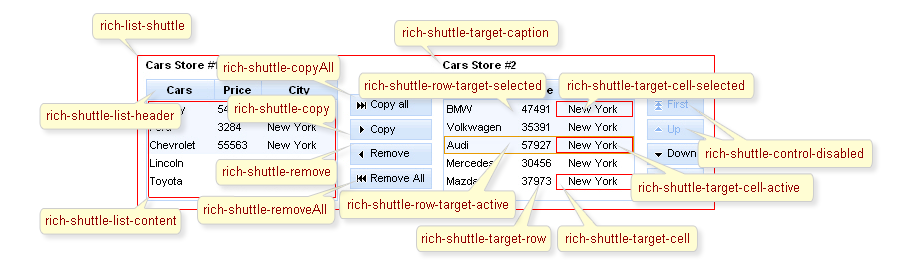 rich-list-shuttle
rich-shuttle-target-caption
Cars Store #1
Cars Store #2
rich-shuttle-copyAll
rich-shuttle-row-target-selected
rich-shuttle-target-cell-selected
Cars Price City
rich-shuttle-list-header
rich-shuttle-copy
Copy all
BMW 47491 New York
First
3284 New York
Copy
Volkwagen 35391 New York
Up
Chevrolet 55563 New York
Remove
Audi 57927 New York
Down
rich-shuttle-control-disabled
Lincoln
rich-shuttle-remove
Mercedes 30456 New York
Toyota
Remove All
Mazda 37973 New York
rich-shuttle-target-cell-active
rich-shuttle-list-content
rich-shuttle-removeAll
rich-shuttle-row-target-active
rich-shuttle-target-row
rich-shuttle-target-cell